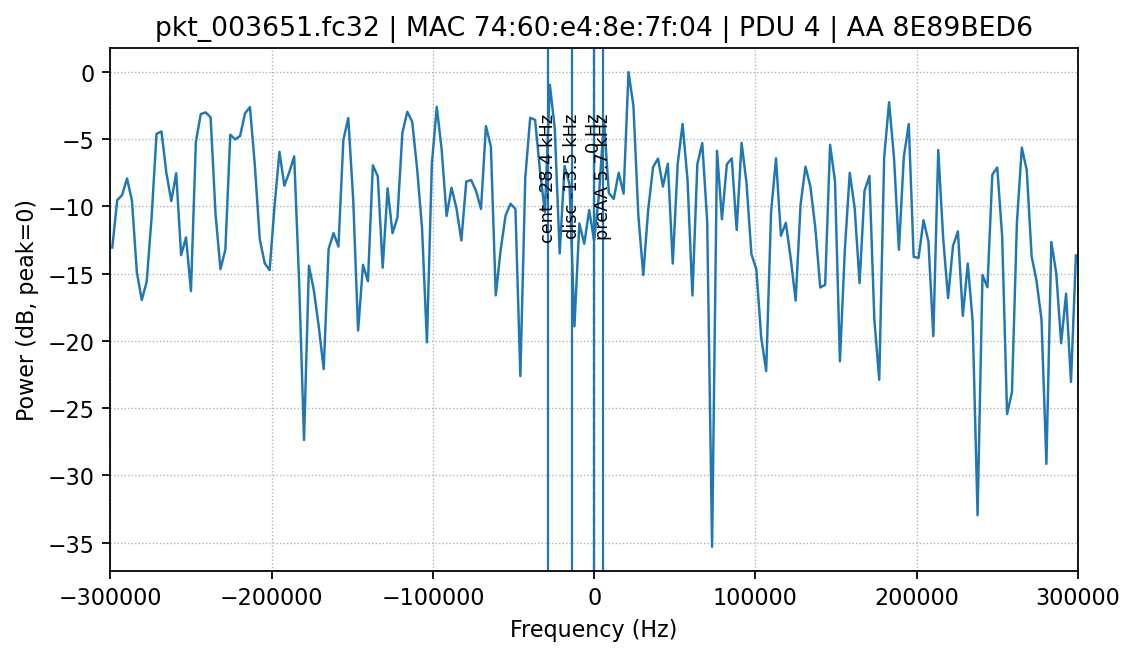 pkt_003651.fc32 | MAC 74:60:e4:8e:7f:04 | PDU 4 | AA 8E89BED6
Power (dB, peak=0)
0
−5
−10
−15
−20
−25
−30
−35
cent -28.4 kHz
disc -13.5 kHz
0 Hz
preAA 5.7 kHz
−300000
−200000
−100000
0
100000
200000
300000
Frequency (Hz)